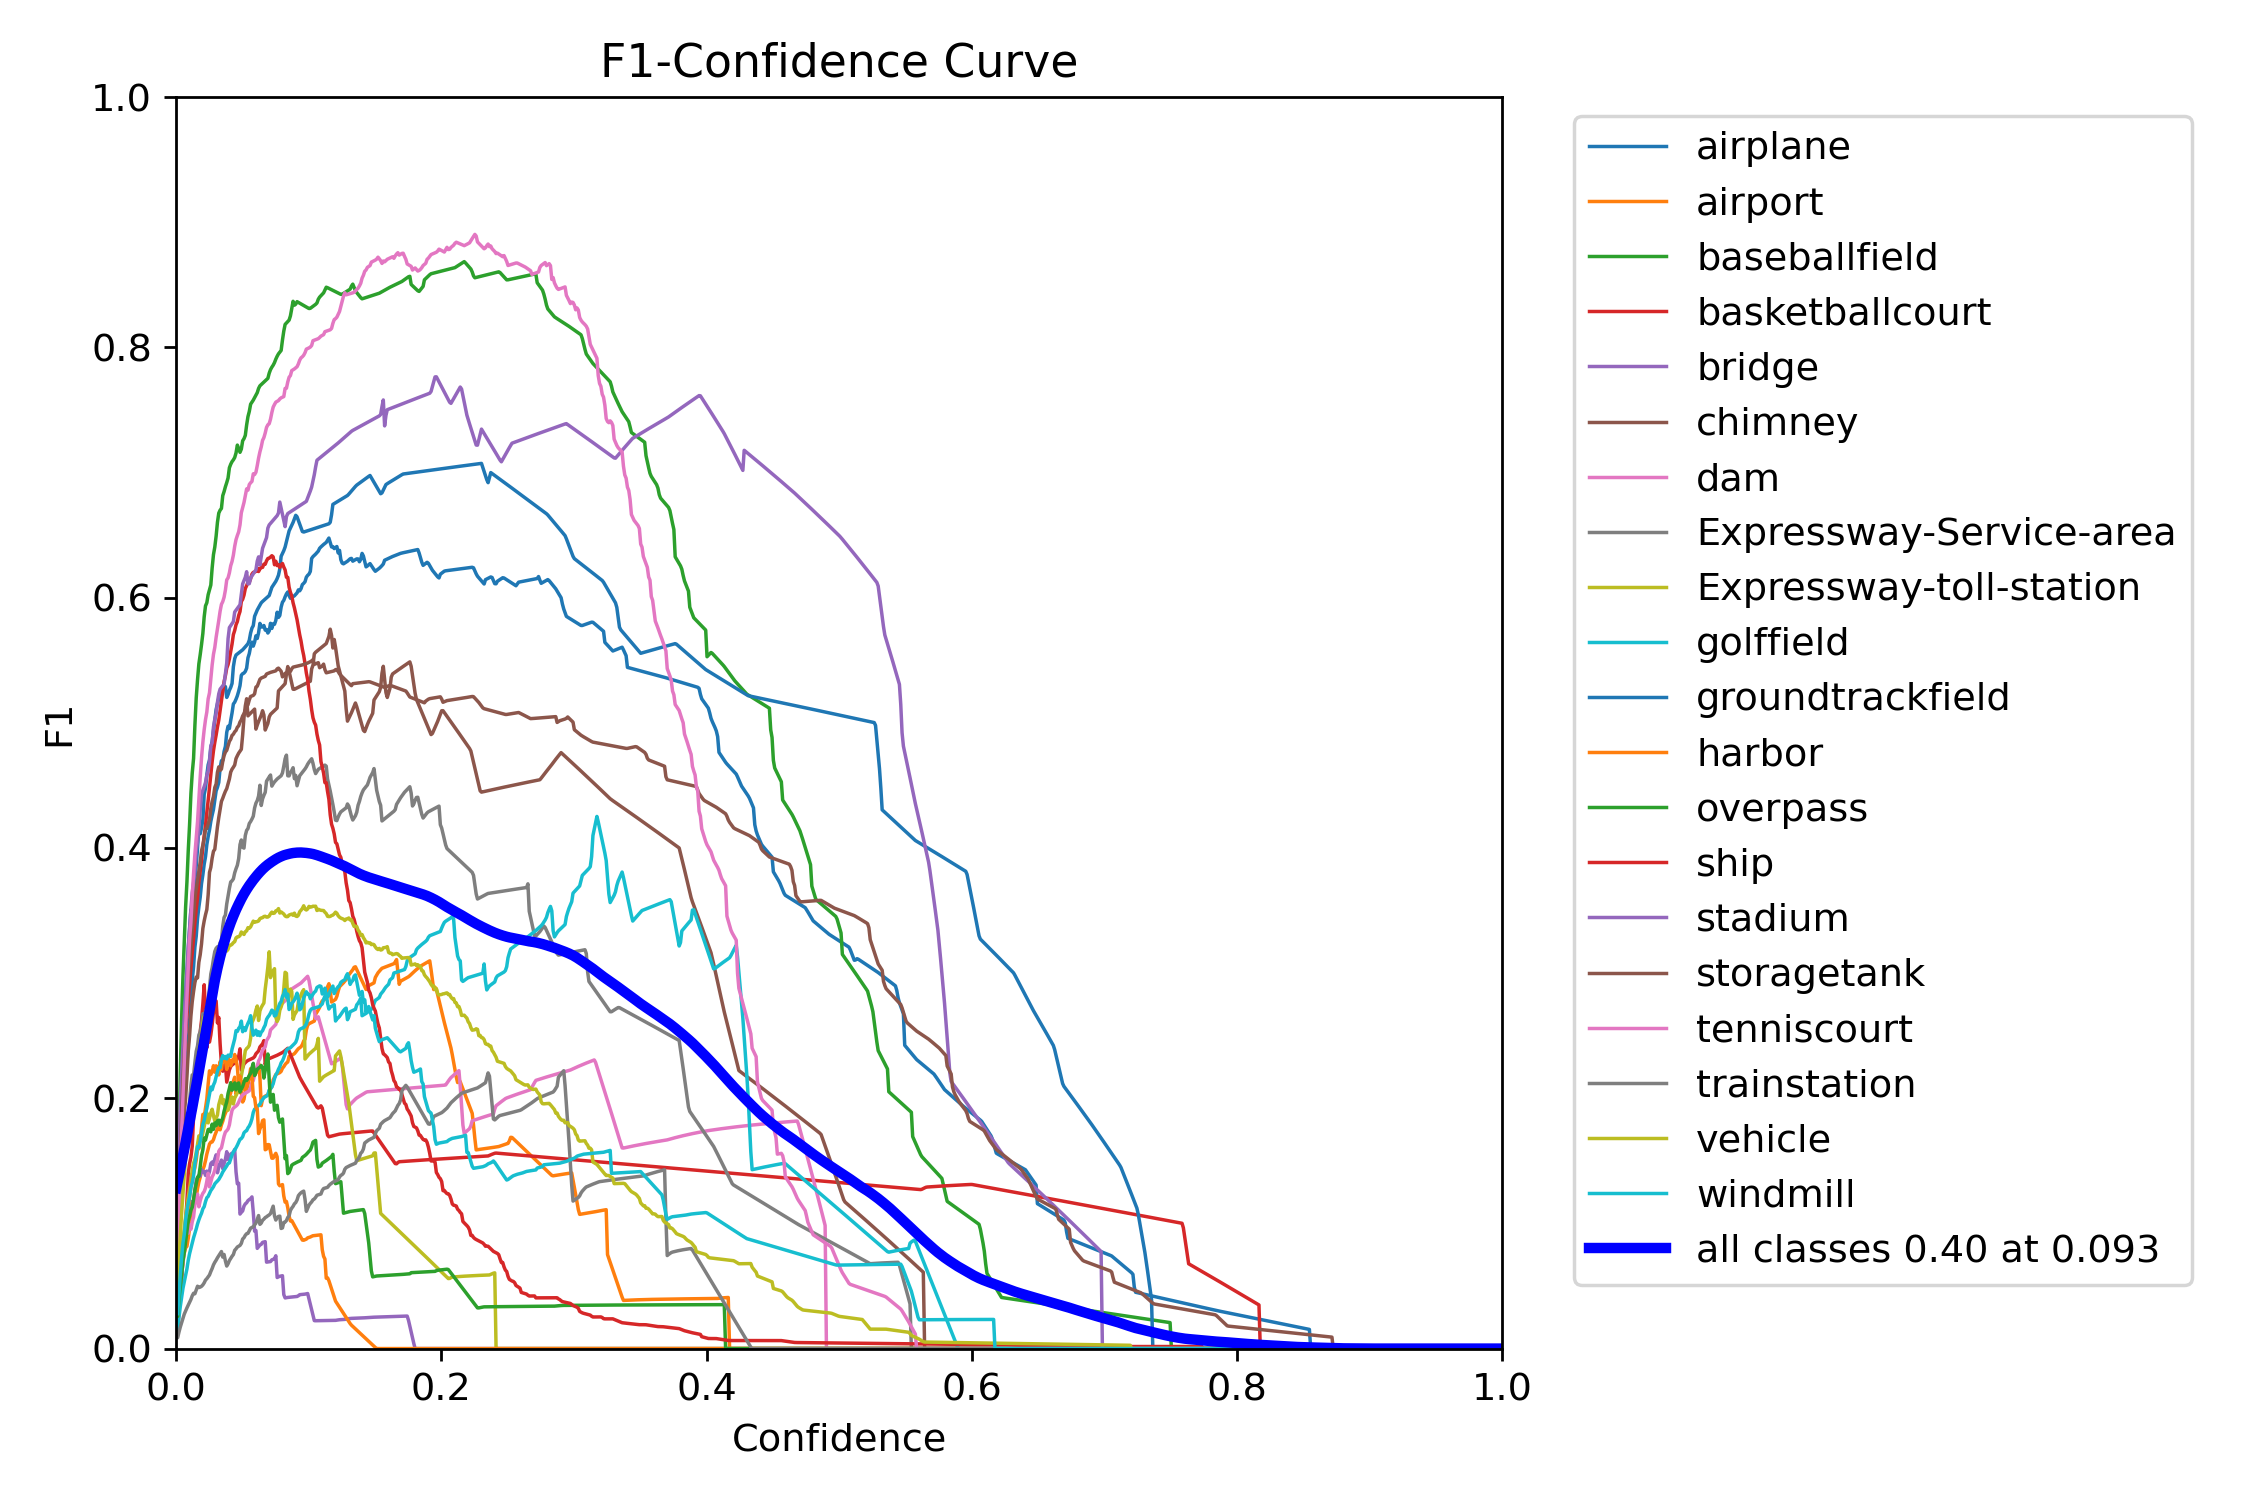 F1-Confidence Curve
1.0
0.8
0.6
0.4
0.2
0.0
F1
0.0 0.2 0.4 0.6 0.8 1.0
Confidence
airplane
airport
baseballfield
basketballcourt
bridge
chimney
dam
Expressway-Service-area
Expressway-toll-station
golffield
groundtrackfield
harbor
overpass
ship
stadium
storagetank
tenniscourt
trainstation
vehicle
windmill
all classes 0.40 at 0.093